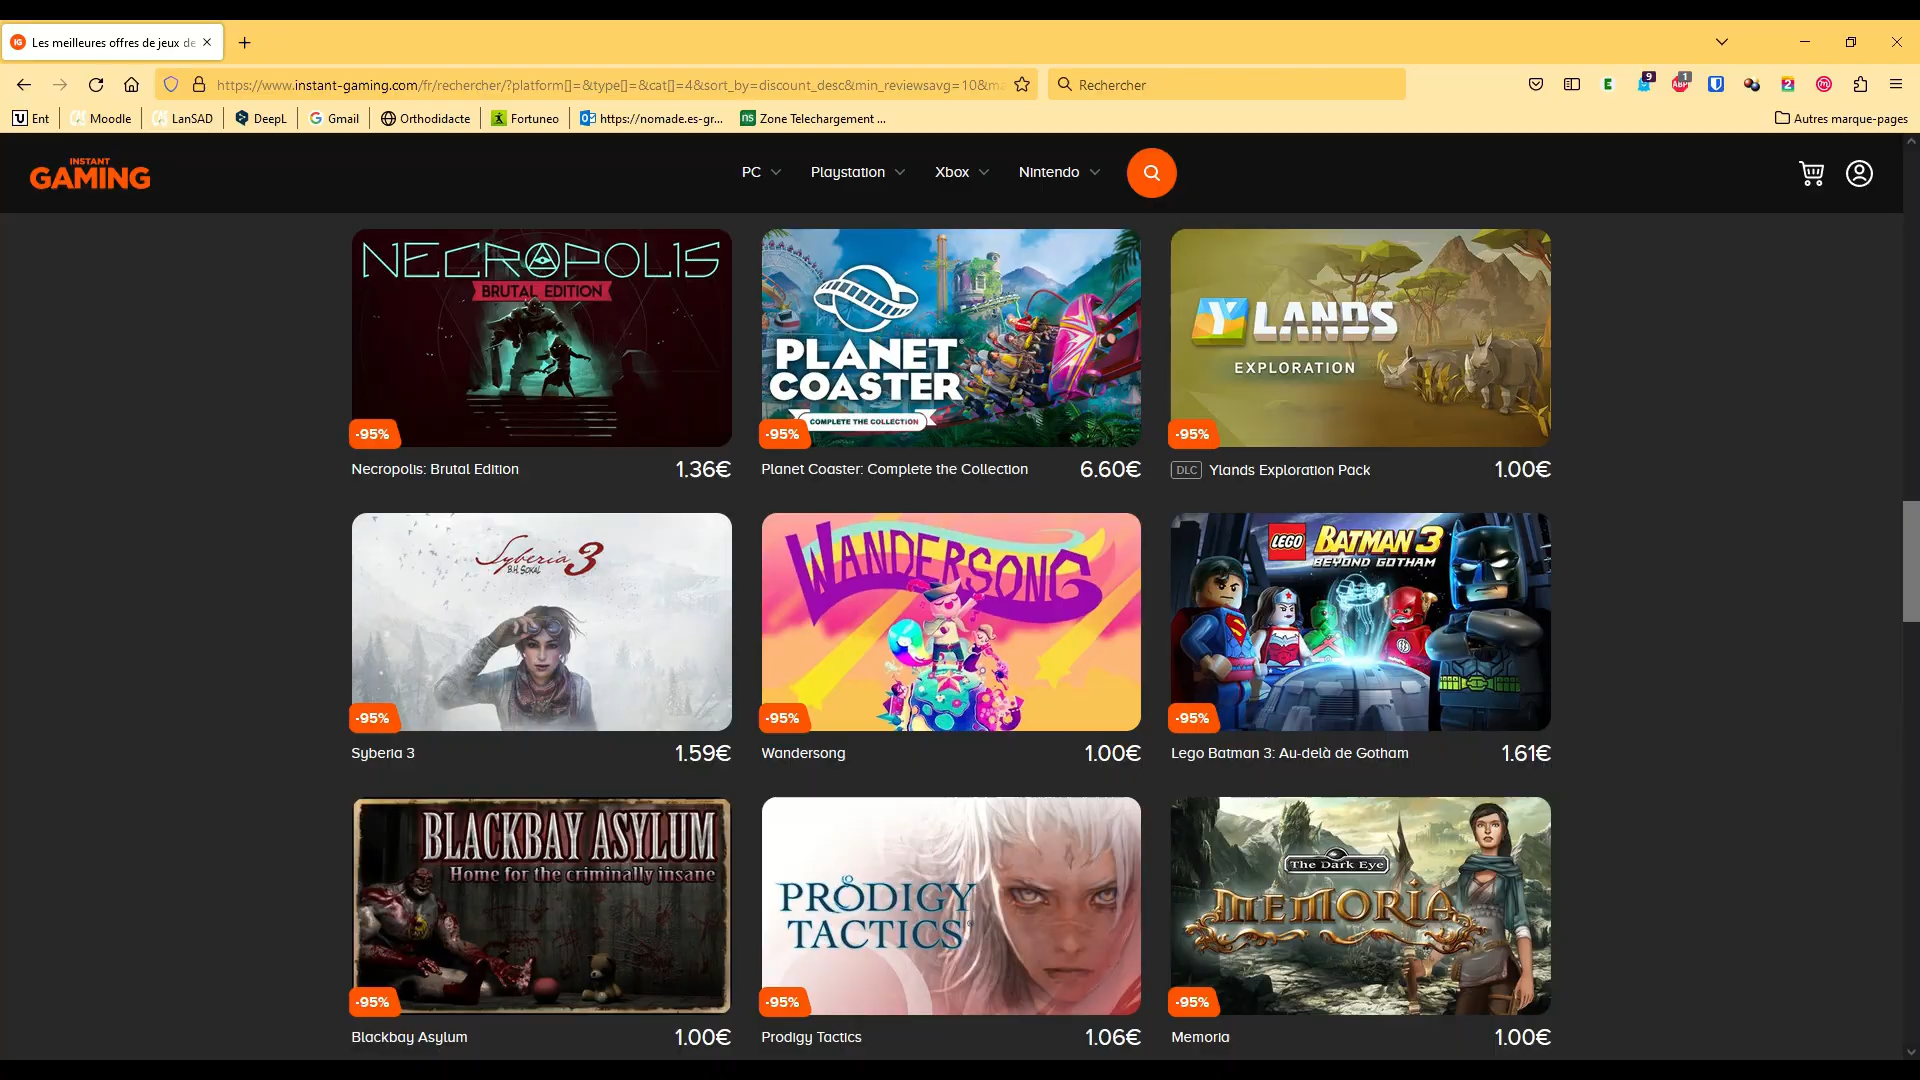 Les meilleures offres de jeux de
https://www.instant-gaming.com/fr/rechercher/?platform[]=&type[]=&cat[]=4&sort_by=discount_desc&min_reviewsavg=10&ma
Rechercher
9
1
2
Ent
Moodle
LanSAD
DeepL
Gmail
Orthodidacte
Fortuneo
https://nomade.es-gr...
Zone Telechargement ...
Autres marque-pages
INSTANT
GAMING
PC
Playstation
Xbox
Nintendo
NECROPOLIS
BRUTAL EDITION
-95%
Necropolis: Brutal Edition
1.36€
PLANET
COASTER
COMPLETE THE COLLECTION
-95%
Planet Coaster: Complete the Collection
6.60€
YLANDS
EXPLORATION
-95%
DLC
Ylands Exploration Pack
1.00€
Syberia 3
B.H. SOKAL
-95%
Syberia 3
1.59€
WANDERSONG
-95%
Wandersong
1.00€
LEGO BATMAN 3
BEYOND GOTHAM
-95%
Lego Batman 3: Au-delà de Gotham
1.61€
BLACKBAY ASYLUM
Home for the criminally insane
-95%
Blackbay Asylum
1.00€
PRODIGY
TACTICS
-95%
Prodigy Tactics
1.06€
The Dark Eye
MEMORIA
-95%
Memoria
1.00€